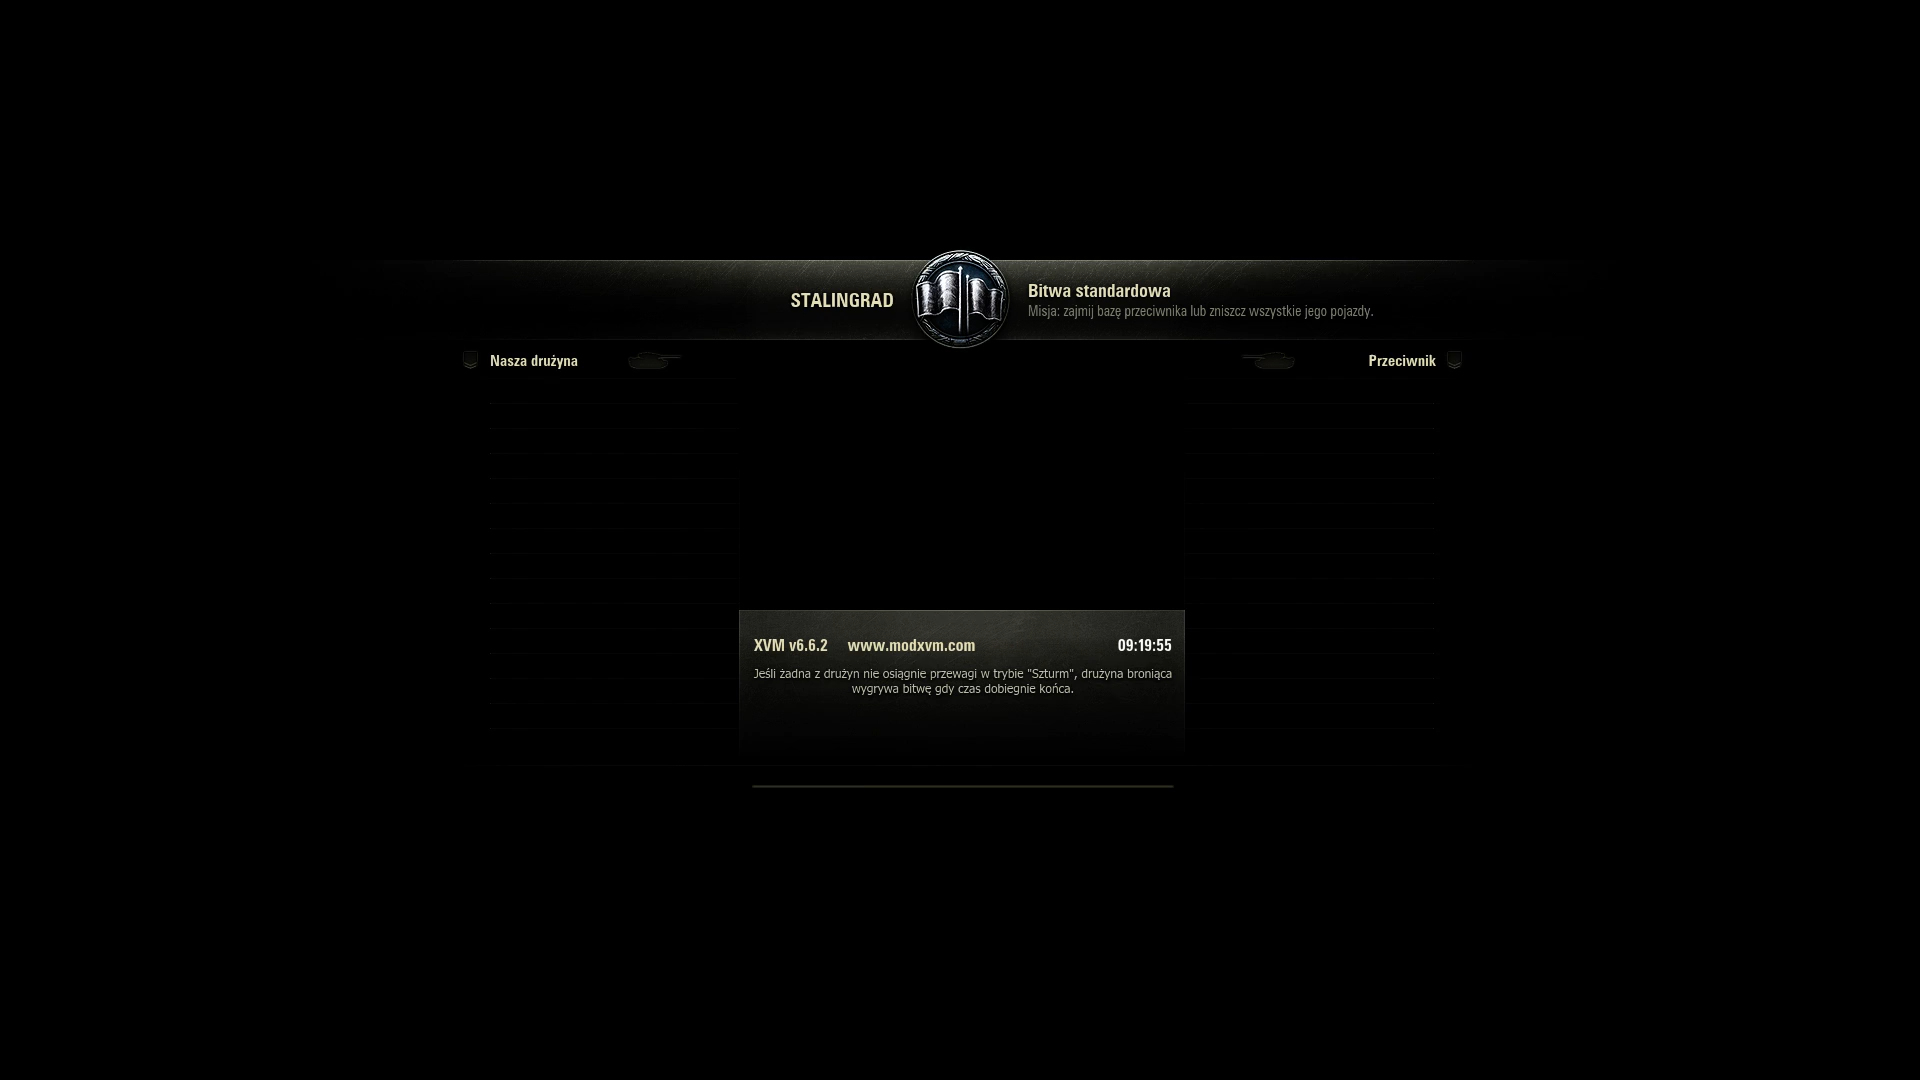 STALINGRAD
Bitwa standardowa
Misja: zajmij bazę przeciwnika lub zniszcz wszystkie jego pojazdy.
Nasza drużyna
Przeciwnik
XVM v6.6.2 www.modxvm.com 09:19:55
Jeśli żadna z drużyn nie osiągnie przewagi w trybie "Szturm", drużyna broniąca
wygrywa bitwę gdy czas dobiegnie końca.